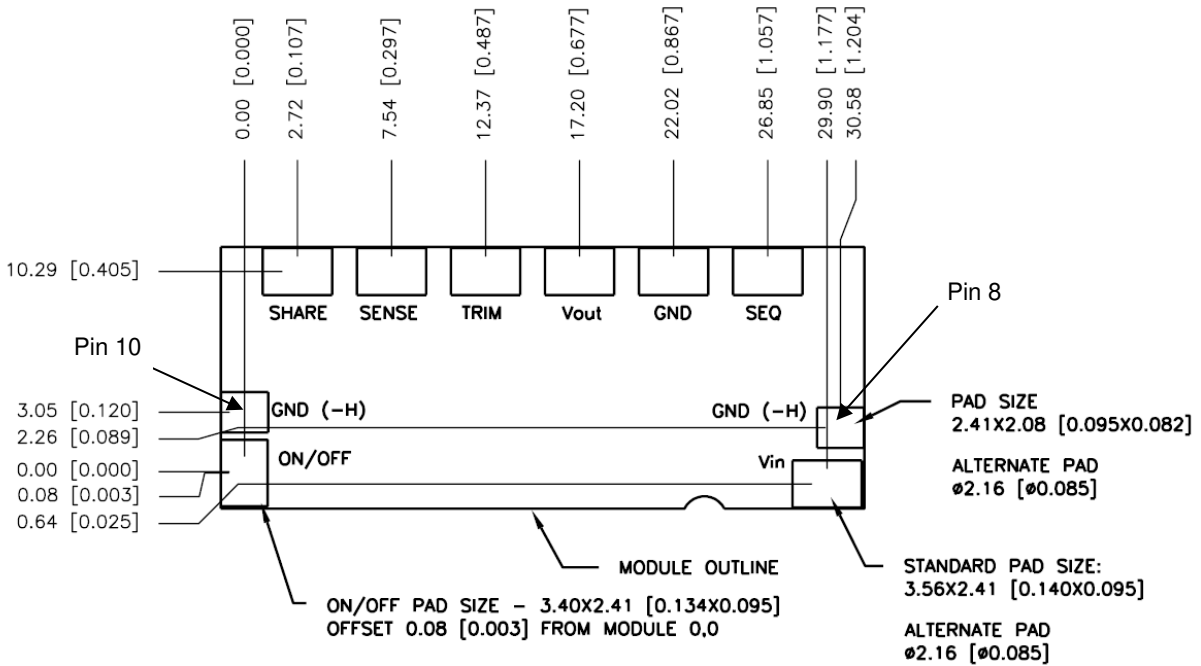 0.00 [0.000]
2.72 [0.107]
7.54 [0.297]
12.37 [0.487]
17.20 [0.677]
22.02 [0.867]
26.85 [1.057]
29.90 [1.177]
30.58 [1.204]
10.29 [0.405]
SHARE SENSE TRIM Vout GND SEQ
Pin 8
Pin 10
3.05 [0.120]
GND (-H)
GND (-H)
PAD SIZE
2.41X2.08 [0.095X0.082]
2.26 [0.089]
ON/OFF
Vin
0.00 [0.000]
0.08 [0.003]
0.64 [0.025]
ALTERNATE PAD
ø2.16 [ø0.085]
MODULE OUTLINE
STANDARD PAD SIZE:
3.56X2.41 [0.140X0.095]
ON/OFF PAD SIZE - 3.40X2.41 [0.134X0.095]
OFFSET 0.08 [0.003] FROM MODULE 0,0
ALTERNATE PAD
ø2.16 [ø0.085]